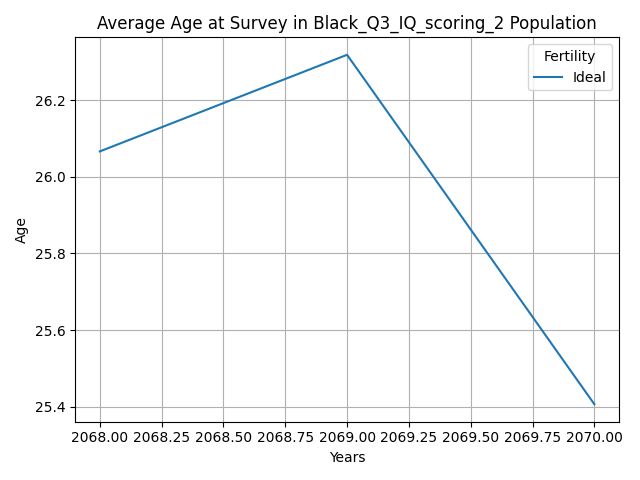 Average Age at Survey in Black_Q3_IQ_scoring_2 Population
Fertility
Ideal
26.2
26.0
25.8
25.6
25.4
Age
2068.00 2068.25 2068.50 2068.75 2069.00 2069.25 2069.50 2069.75 2070.00
Years